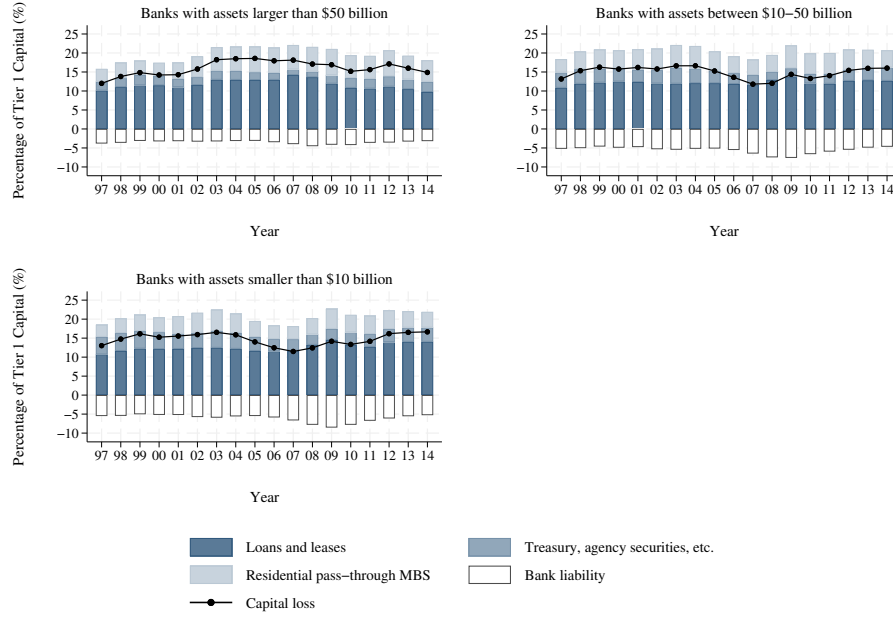 Banks with assets larger than $50 billion
Percentage of Tier 1 Capital (%)
25
20
15
10
5
0
−5
−10
97 98 99 00 01 02 03 04 05 06 07 08 09 10 11 12 13 14
Year
Banks with assets between $10−50 billion
25
20
15
10
5
0
−5
−10
97 98 99 00 01 02 03 04 05 06 07 08 09 10 11 12 13 14
Year
Banks with assets smaller than $10 billion
Percentage of Tier 1 Capital (%)
25
20
15
10
5
0
−5
−10
97 98 99 00 01 02 03 04 05 06 07 08 09 10 11 12 13 14
Year
Loans and leases
Treasury, agency securities, etc.
Residential pass−through MBS
Bank liability
Capital loss